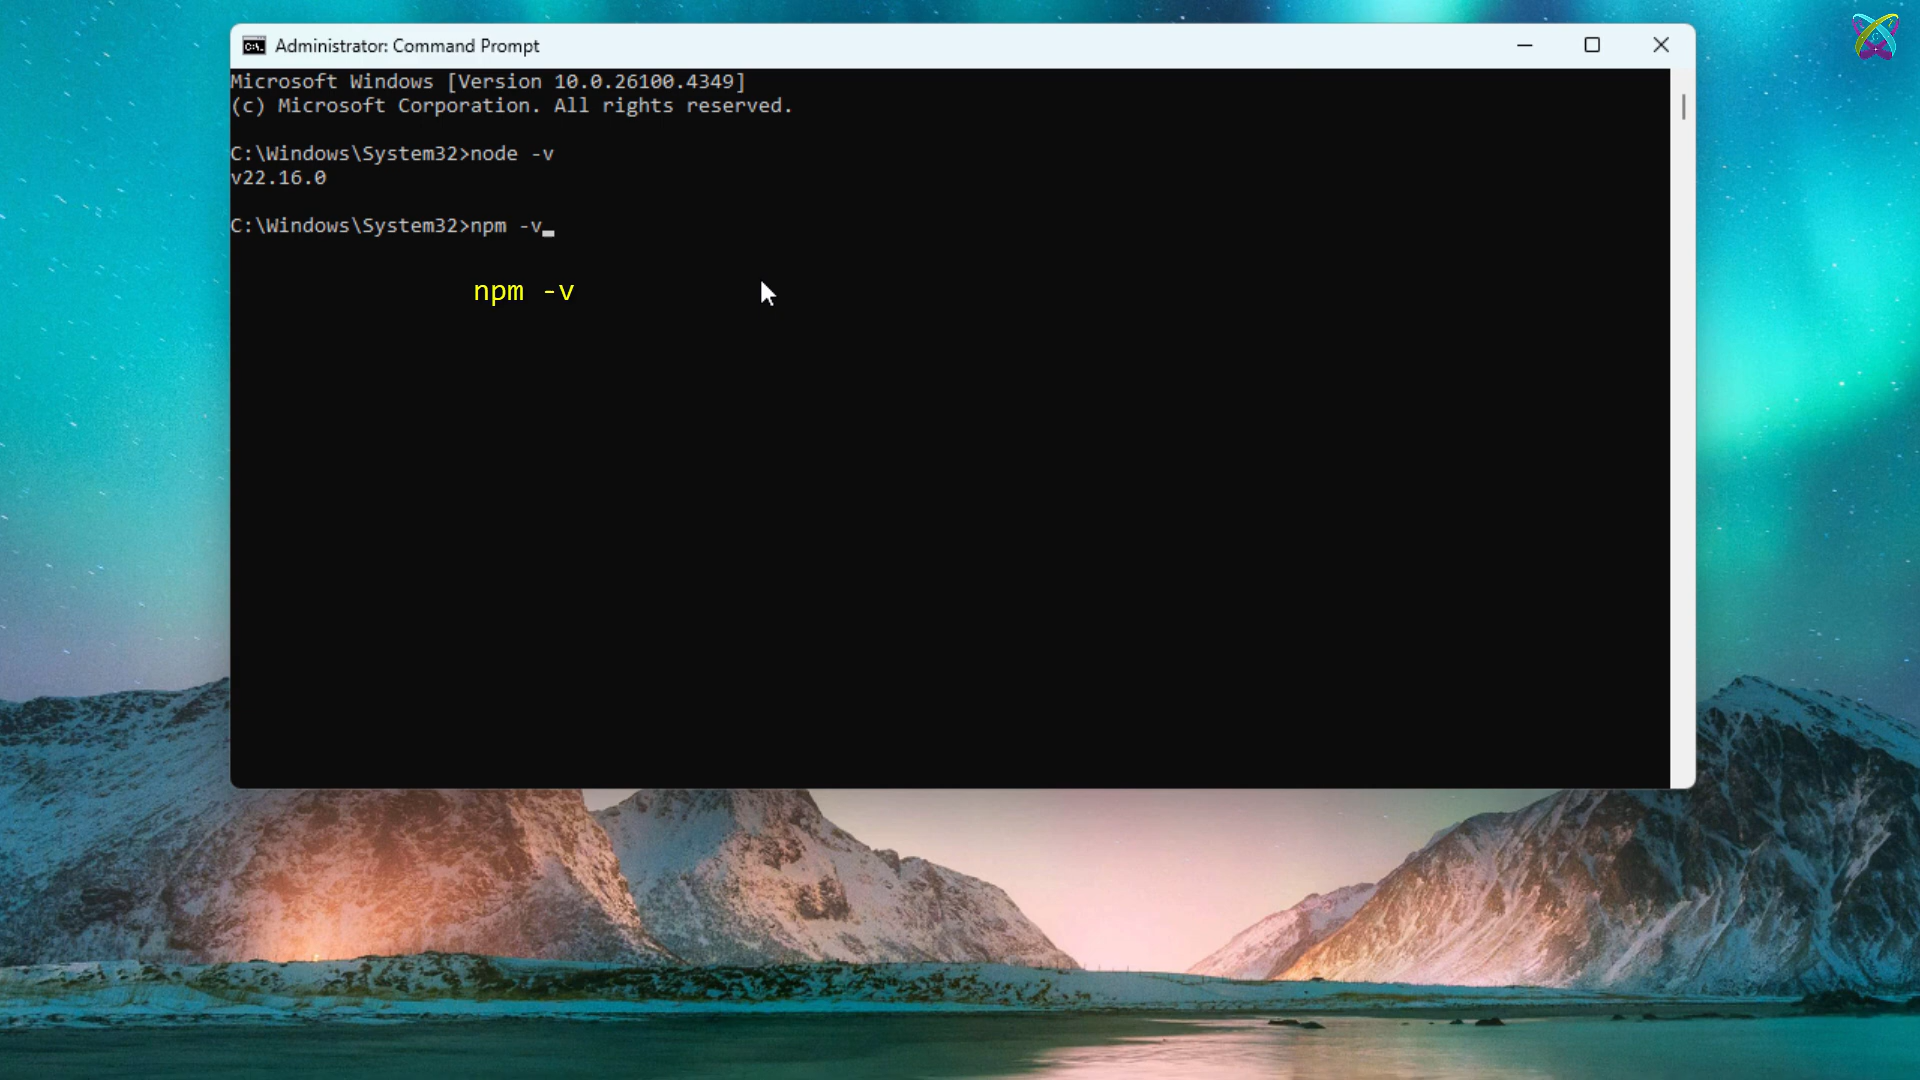 Administrator: Command Prompt
Microsoft Windows [Version 10.0.26100.4349]
(c) Microsoft Corporation. All rights reserved.
C:\Windows\System32>node -v
v22.16.0
C:\Windows\System32>npm -v
npm -v